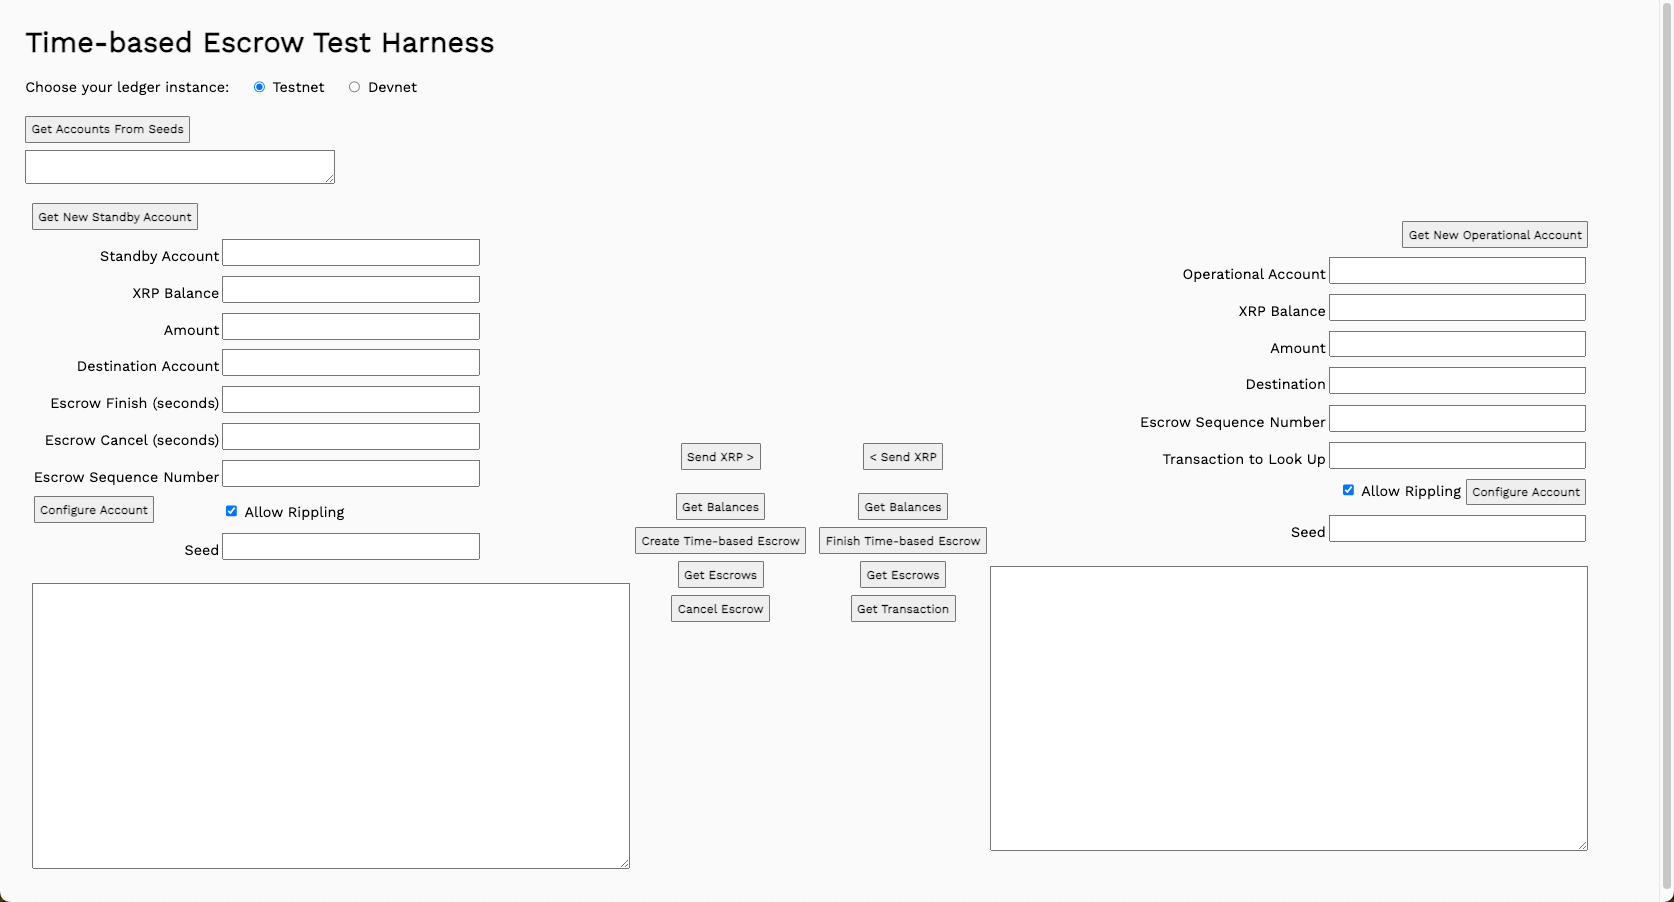 Time-based Escrow Test Harness
Choose your ledger instance: Testnet Devnet
Get Accounts From Seeds
Get New Standby Account
Standby Account
XRP Balance
Amount
Destination Account
Escrow Finish (seconds)
Escrow Cancel (seconds)
Escrow Sequence Number
Configure Account Allow Rippling
Seed
Send XRP > < Send XRP
Get Balances Get Balances
Create Time-based Escrow Finish Time-based Escrow
Get Escrows Get Escrows
Cancel Escrow Get Transaction
Get New Operational Account
Operational Account
XRP Balance
Amount
Destination
Escrow Sequence Number
Transaction to Look Up
Allow Rippling Configure Account
Seed